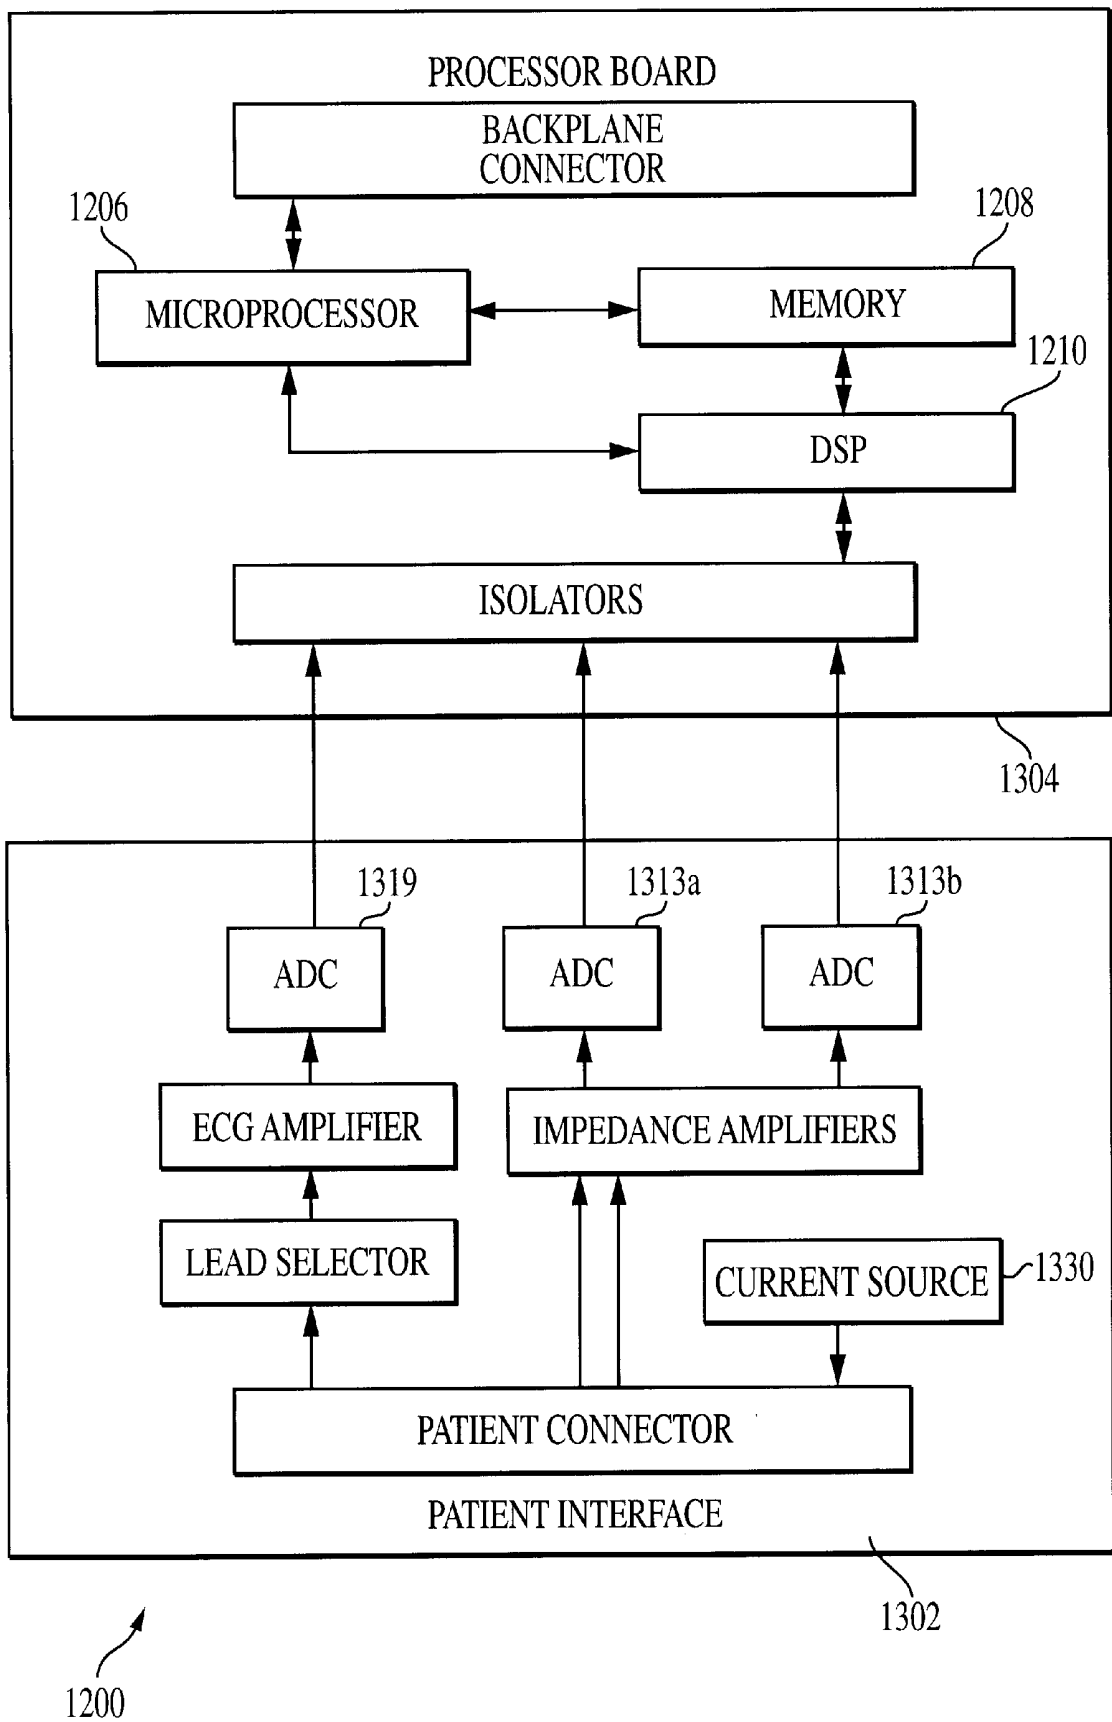 PROCESSOR BOARD
BACKPLANE
CONNECTOR
1206
1208
MICROPROCESSOR
MEMORY
1210
DSP
ISOLATORS
1304
1319
1313a
1313b
ADC
ADC
ADC
ECG AMPLIFIER
IMPEDANCE AMPLIFIERS
LEAD SELECTOR
CURRENT SOURCE
1330
PATIENT CONNECTOR
PATIENT INTERFACE
1302
1200